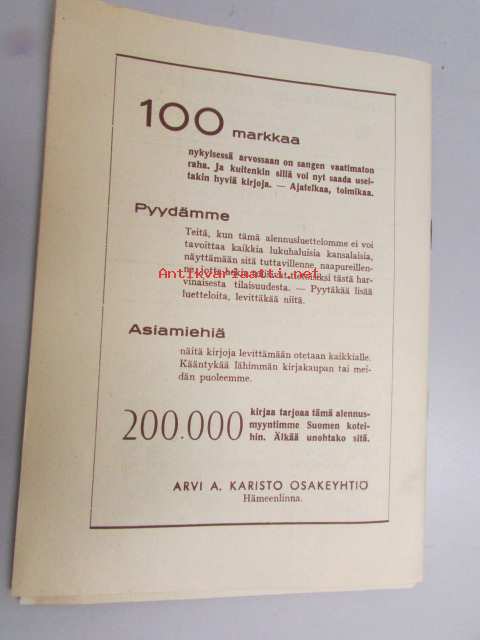 100 markkaa
nykyisessä arvossaan on sangen vaatimaton
raha. Ja kuitenkin sillä voi nyt saada usei-
takin hyviä kirjoja. — Ajatelkaa, toimikaa.
Pyydämme
Teitä, kun tämä alennusluettelomme ei voi
tavoittaa kaikkia lukuhaluisia kansalaisia,
näyttämään sitä tuttavillenne, naapureillen-
Antikvariaatti.net
tästä har-
vinaisesta tilaisuudesta. — Pyytäkää lisää
luetteloita, levittäkää niitä.
Asiamiehiä
näitä kirjoja levittämään otetaan kaikkialle.
Kääntykää lähimmän kirjakaupan tai mei-
dän puoleemme.
200.000 kirjaa tarjoaa tämä alennus-
myyntimme Suomen kotei-
hin. Älkää unohtako sitä.
ARVI A. KARISTO OSAKEYHTIÖ
Hämeenlinna.